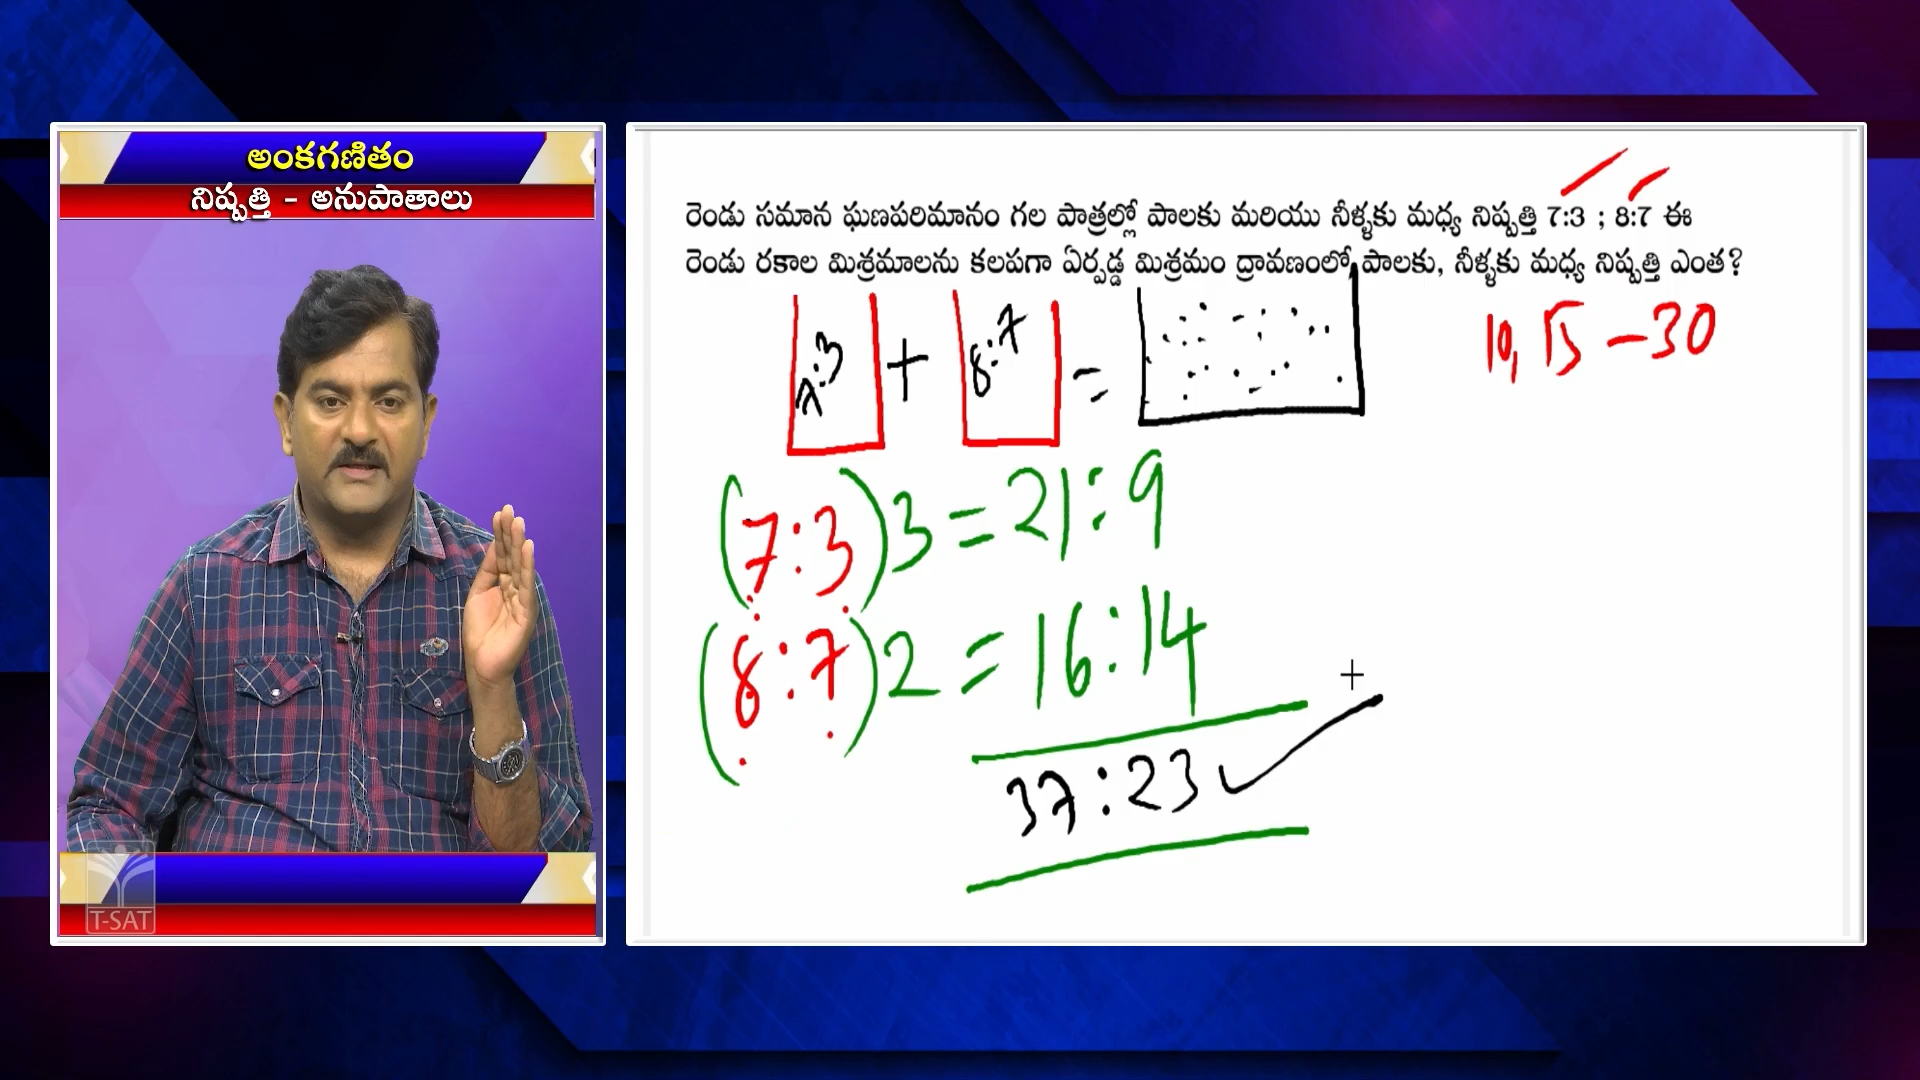 అంకగణితం
నిష్పత్తి - అనుపాతాలు
రెండు సమాన ఘణపరిమానం గల పాత్రల్లో పాలకు మరియు నీళ్ళకు మధ్య నిష్పత్తి 7:3 ; 8:7 ఈ
రెండు రకాల మిశ్రమాలను కలపగా ఏర్పడ్డ మిశ్రమం ద్రావణంలో పాలకు, నీళ్ళకు మధ్య నిష్పత్తి ఎంత?
7:3 + 8:7 =
10, 15 - 30
(7:3)3 = 21:9
(8:7)2 = 16:14
37:23
T-SAT